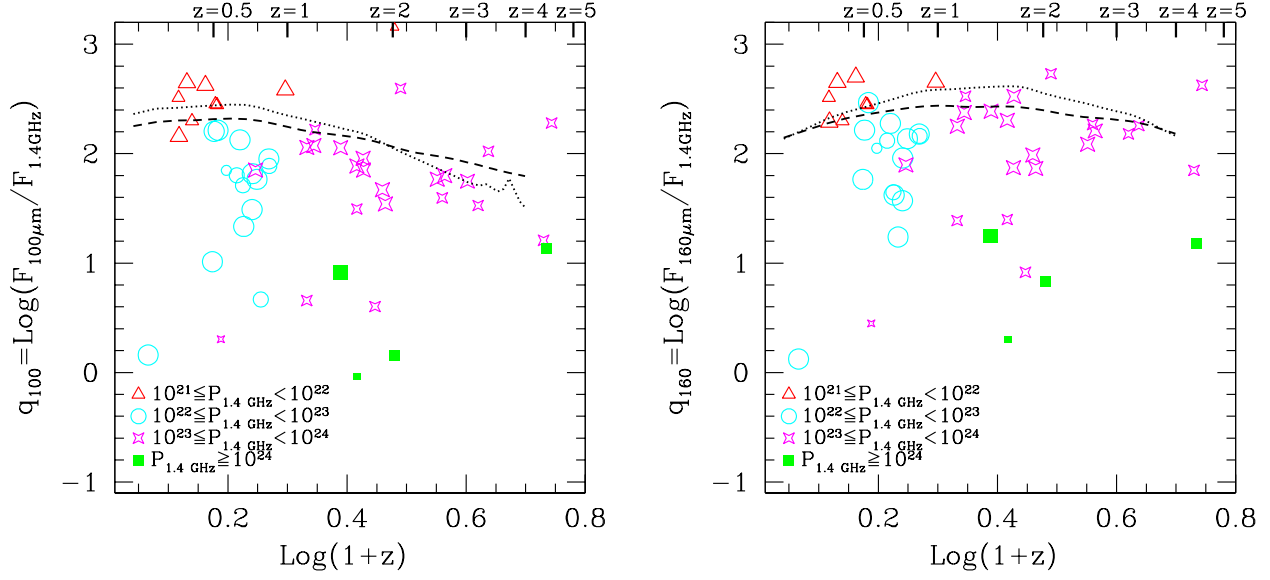 z=0.5 z=1 z=2 z=3 z=4 z=5
3
2
1
0
−1
q₁₀₀=Log(F₁₀₀μm/F₁.₄GHz)
10²¹≦P₁.₄ GHz<10²²
10²²≦P₁.₄ GHz<10²³
10²³≦P₁.₄ GHz<10²⁴
P₁.₄ GHz≧10²⁴
0.2 0.4 0.6 0.8
Log(1+z)
z=0.5 z=1 z=2 z=3 z=4 z=5
3
2
1
0
−1
q₁₆₀=Log(F₁₆₀μm/F₁.₄GHz)
10²¹≦P₁.₄ GHz<10²²
10²²≦P₁.₄ GHz<10²³
10²³≦P₁.₄ GHz<10²⁴
P₁.₄ GHz≧10²⁴
0.2 0.4 0.6 0.8
Log(1+z)